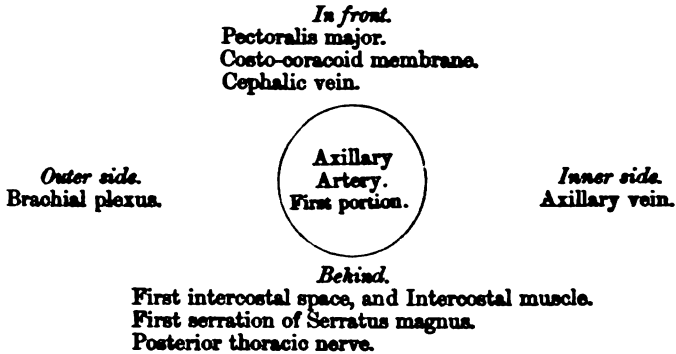 In front.
Pectoralis major.
Costo-coracoid membrane.
Cephalic vein.
Outer side.
Brachial plexus.
Axillary
Artery.
First portion.
Inner side.
Axillary vein.
Behind.
First intercostal space, and Intercostal muscle.
First serration of Serratus magnus.
Posterior thoracic nerve.